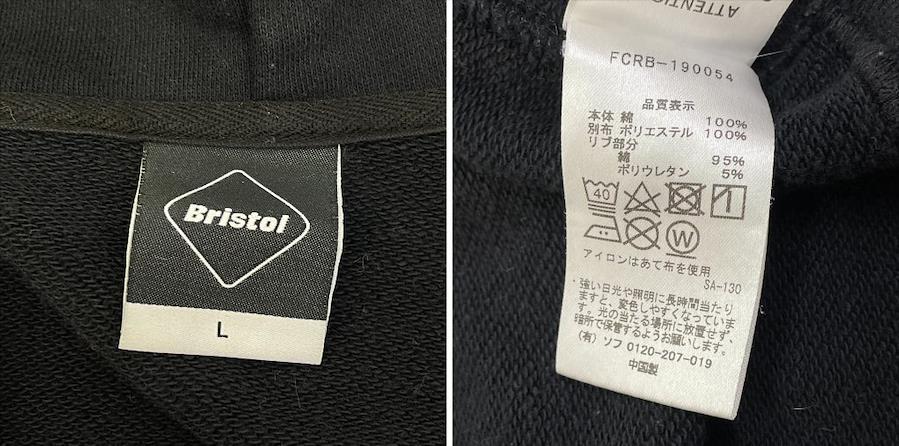 Bristol
L
ATTENTIO
FCRB-190054
品質表示
本体 綿 100%
別布 ポリエステル 100%
リブ部分
綿 95%
ポリウレタン 5%
40
W
アイロンはあて布を使用
SA-130
・強い日光や照明に長時間当たり
ますと、変色しやすくなっていま
す。光の当たる場所に放置せず、
暗所で保管するようお願いします。
(有) ソフ 0120-207-019
中国製